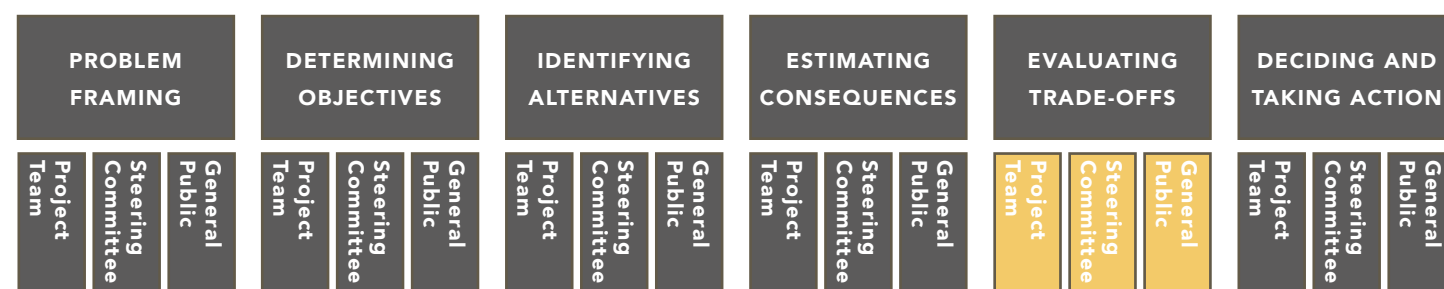 PROBLEM
FRAMING
DETERMINING
OBJECTIVES
IDENTIFYING
ALTERNATIVES
ESTIMATING
CONSEQUENCES
EVALUATING
TRADE-OFFS
DECIDING AND
TAKING ACTION
Project
Team
Steering
Committee
General
Public
Project
Team
Steering
Committee
General
Public
Project
Team
Steering
Committee
General
Public
Project
Team
Steering
Committee
General
Public
Project
Team
Steering
Committee
General
Public
Project
Team
Steering
Committee
General
Public